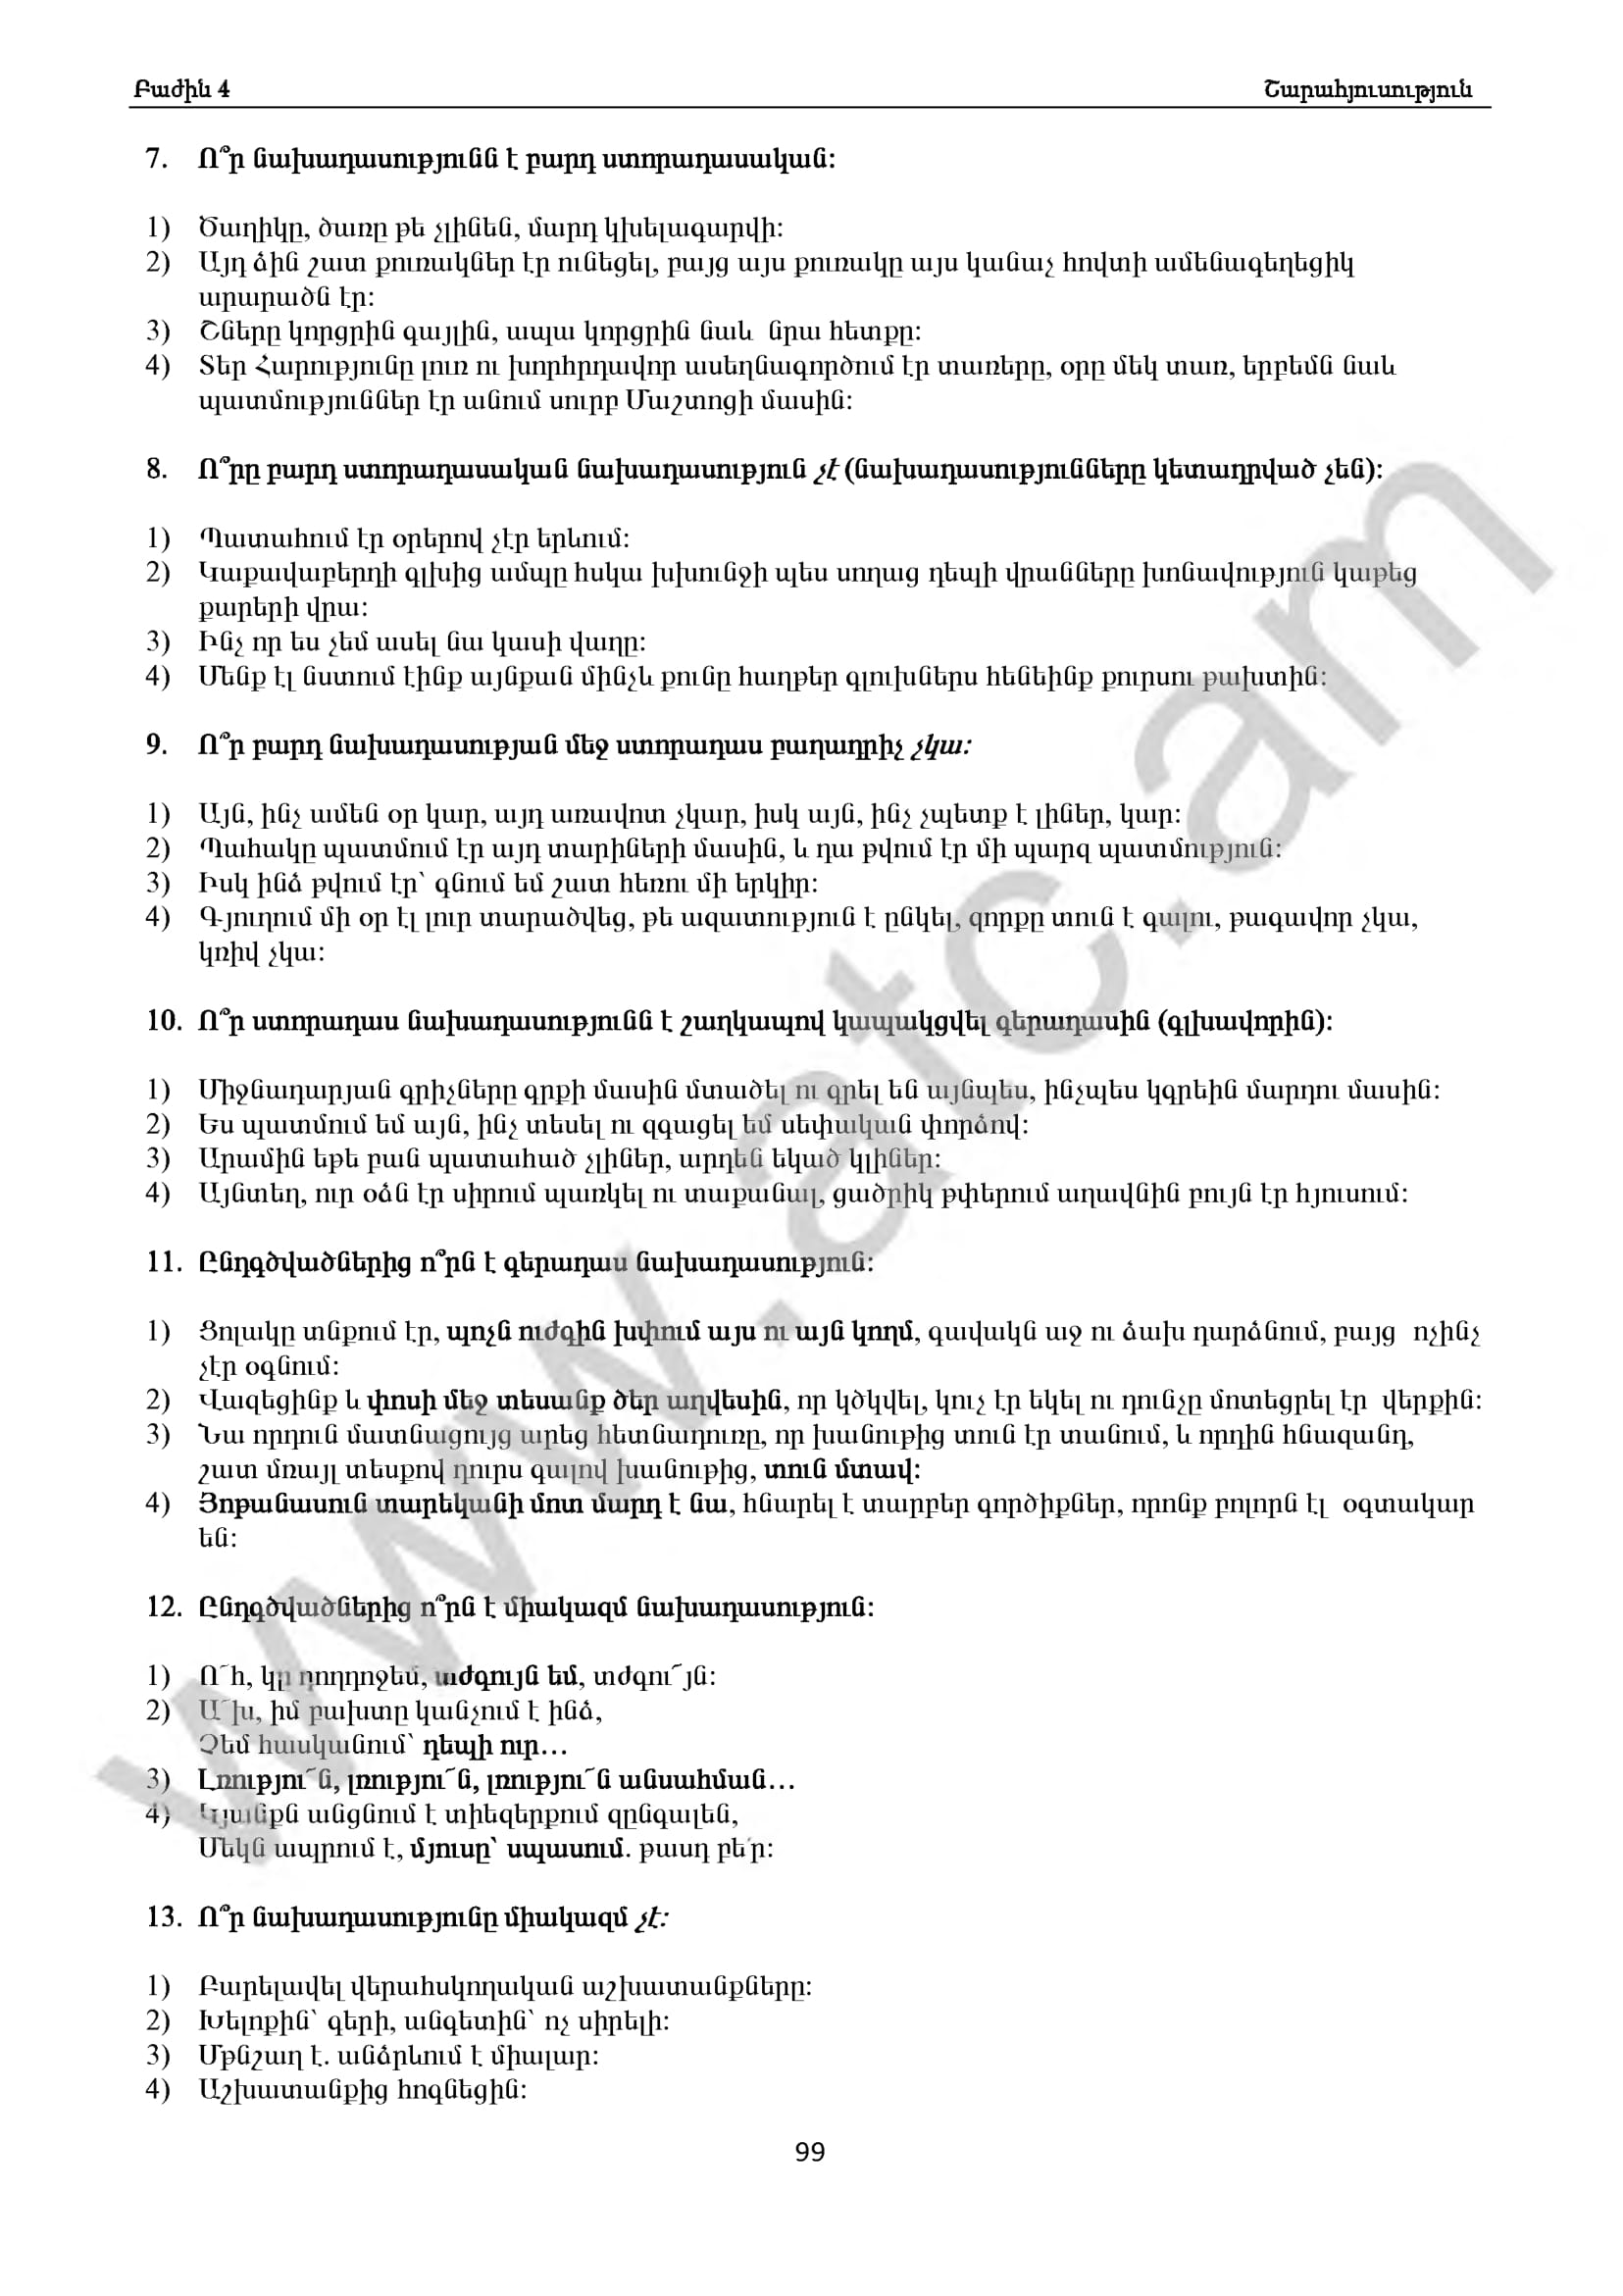 Բաժին 4 Շարահյուսություն
7. Ո՞ր նախադասությունն է բարդ ստորադասական:
1) Ծաղիկը, ծառը թե չլինեն, մարդ կխելագարվի:
2) Այդ ձին շատ քուռակներ էր ունեցել, բայց այս քուռակը այս կանաչ հովտի ամենագեղեցիկ
արարածն էր:
3) Շները կորցրին գայլին, ապա կորցրին նաև նրա հետքը:
4) Տեր Հարությունը լուռ ու խորհրդավոր ասեղնագործում էր տառերը, օրը մեկ տառ, երբեմն նաև
պատմություններ էր անում սուրբ Մաշտոցի մասին:
8. Ո՞րը բարդ ստորադասական նախադասություն չէ (նախադասությունները կետադրված չեն):
1) Պատահում էր օրերով չէր երևում:
2) Կաքավաբերդի գլխից ամպը հսկա խխունջի պես սողաց դեպի վրանները խոնավություն կաթեց
քարերի վրա:
3) Ինչ որ ես չեմ ասել նա կասի վաղը:
4) Մենք էլ նստում էինք այնքան մինչև քունը հաղթեր գլուխներս հենեինք քուրսու թախտին:
9. Ո՞ր բարդ նախադասության մեջ ստորադաս բաղադրիչ չկա:
1) Այն, ինչ ամեն օր կար, այդ առավոտ չկար, իսկ այն, ինչ չպետք է լիներ, կար:
2) Պահակը պատմում էր այդ տարիների մասին, և դա թվում էր մի պարզ պատմություն:
3) Իսկ ինձ թվում էր՝ գնում եմ շատ հեռու մի երկիր:
4) Գյուղում մի օր էլ լուր տարածվեց, թե ազատություն է ընկել, զորքը տուն է գալու, թագավոր չկա,
կռիվ չկա:
10. Ո՞ր ստորադաս նախադասությունն է շաղկապով կապակցվել գերադասին (գլխավորին):
1) Միջնադարյան գրիչները գրքի մասին մտածել ու գրել են այնպես, ինչպես կգրեին մարդու մասին:
2) Ես պատմում եմ այն, ինչ տեսել ու զգացել եմ սեփական փորձով:
3) Արամին եթե բան պատահած չլիներ, արդեն եկած կլիներ:
4) Այնտեղ, ուր օձն էր սիրում պառկել ու տաքանալ, ցածրիկ թփերում աղավնին բույն էր հյուսում:
11. Ընդգծվածներից ո՞րն է գերադաս նախադասություն:
1) Ցոլակը տնքում էր, պոչն ուժգին խփում այս ու այն կողմ, գավակն աջ ու ձախ դարձնում, բայց ոչինչ
չէր օգնում:
2) Վազեցինք և փոսի մեջ տեսանք ծեր աղվեսին, որ կծկվել, կուչ էր եկել ու դունչը մոտեցրել էր վերքին:
3) Նա որդուն մատնացույց արեց հետնադուռը, որ խանութից տուն էր տանում, և որդին հնազանդ,
շատ մռայլ տեսքով դուրս գալով խանութից, տուն մտավ:
4) Յոթանասուն տարեկանի մոտ մարդ է նա, հնարել է տարբեր գործիքներ, որոնք բոլորն էլ օգտակար
են:
12. Ընդգծվածներից ո՞րն է միակազմ նախադասություն:
1) Ո՜հ, կը դողդոջեմ, տժգույն եմ, տժգու՜յն:
2) Ա՜խ, իմ բախտը կանչում է ինձ,
Չեմ հասկանում՝ դեպի ուր…
3) Լռությու՜ն, լռությու՜ն, լռությու՜ն անսահման…
4) Կյանքն անցնում է տիեզերքում զընգալեն,
Մեկն ապրում է, մյուսը՝ սպասում. թասդ բե՛ր:
13. Ո՞ր նախադասությունը միակազմ չէ:
1) Բարելավել վերահսկողական աշխատանքները:
2) Խելոքին՝ գերի, անգետին՝ ոչ սիրելի:
3) Մթնշաղ է. անձրևում է միալար:
4) Աշխատանքից հոգնեցին:
99
www.atc.am